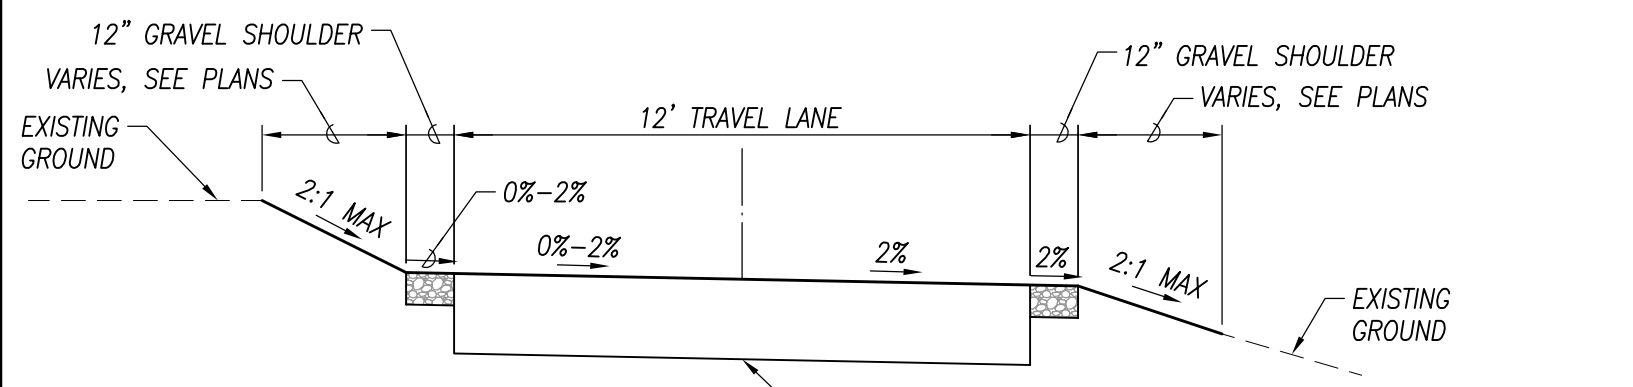 12" GRAVEL SHOULDER
VARIES, SEE PLANS
EXISTING
GROUND
12' TRAVEL LANE
12" GRAVEL SHOULDER
VARIES, SEE PLANS
2:1 MAX
0%-2%
0%-2%
2%
2%
2:1 MAX
EXISTING
GROUND